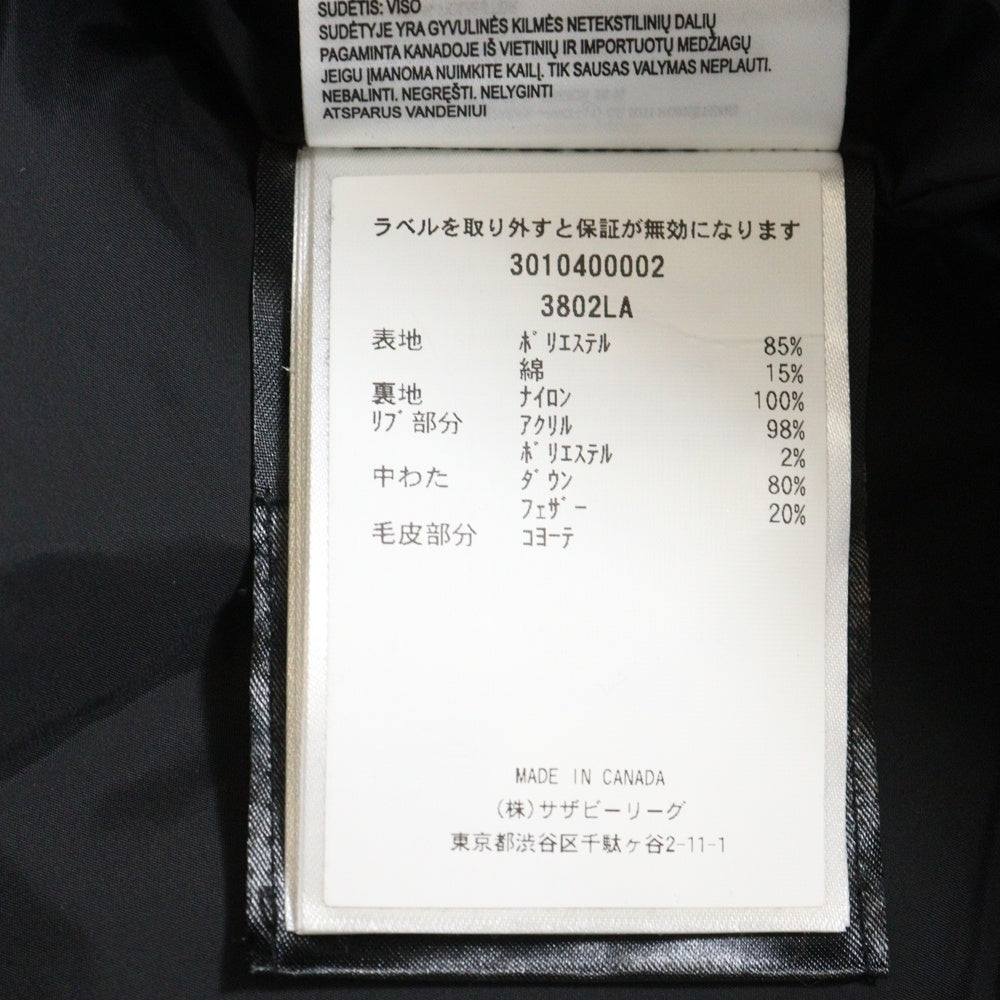 SUDĖTIS: VISO
SUDĖTYJE YRA GYVULINĖS KILMĖS NETEKSTILINIŲ DALIŲ
PAGAMINTA KANADOJE IŠ VIETINIŲ IR IMPORTUOTŲ MEDŽIAGŲ
JEIGU ĮMANOMA NUIMKITE KAILĮ. TIK SAUSAS VALYMAS NEPLAUTI.
NEBALINTI. NEGRĘŠTI. NELYGINTI
ATSPARUS VANDENIUI
ラベルを取り外すと保証が無効になります
3010400002
3802LA
表地 ﾎﾟﾘｴｽﾃﾙ 85%
綿 15%
裏地 ﾅｲﾛﾝ 100%
ﾘﾌﾞ部分 ｱｸﾘﾙ 98%
ﾎﾟﾘｴｽﾃﾙ 2%
中わた ﾀﾞｳﾝ 80%
ﾌｪｻﾞｰ 20%
毛皮部分 ｺﾖｰﾃ
MADE IN CANADA
(株)サザビーリーグ
東京都渋谷区千駄ヶ谷2-11-1